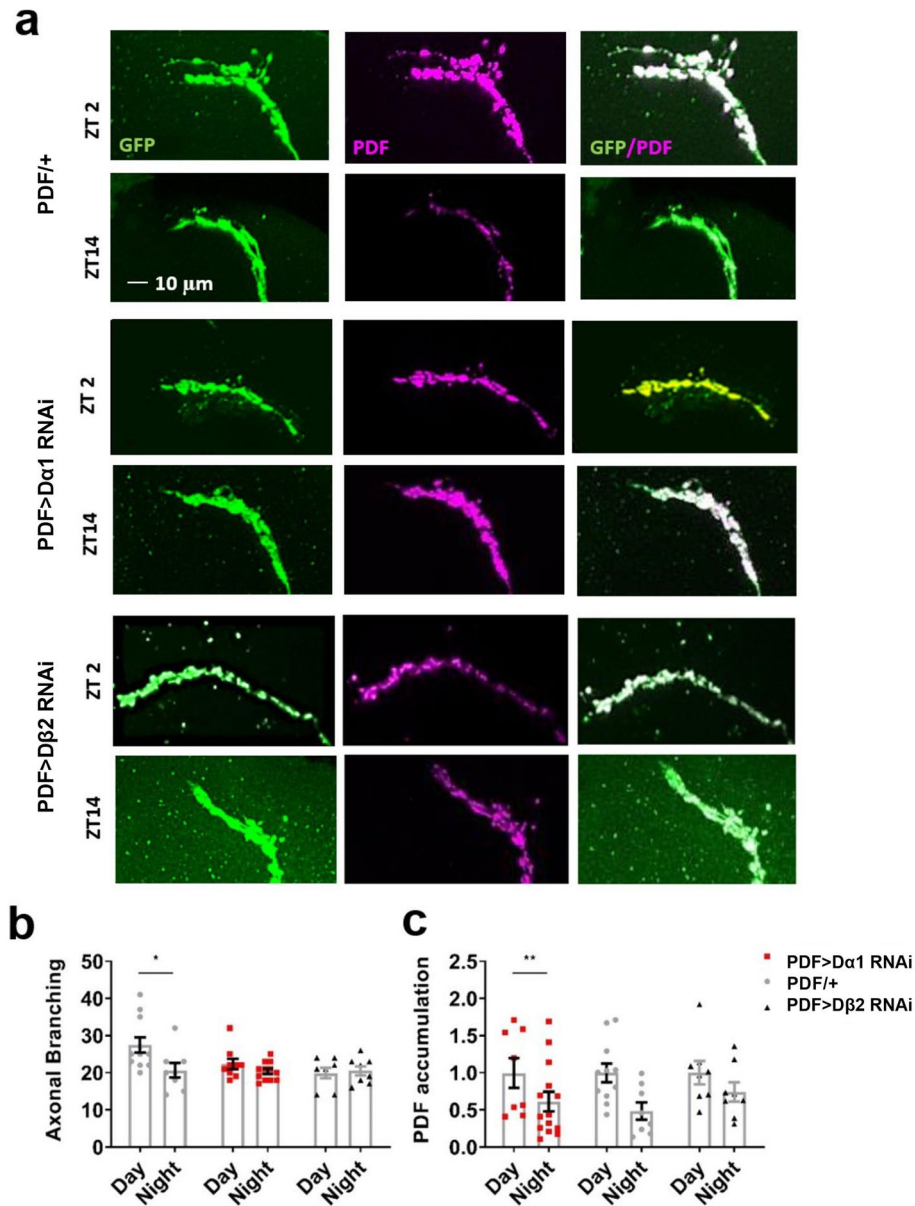 a
PDF/+
ZT 2
GFP
PDF
GFP/PDF
ZT14
10 μm
PDF>Dα1 RNAi
ZT 2
ZT14
PDF>Dβ2 RNAi
ZT 2
ZT14
b
Axonal Branching
50
40
30
20
10
0
*
Day
Night
Day
Night
Day
Night
c
PDF accumulation
2.5
2.0
1.5
1.0
0.5
0.0
**
Day
Night
Day
Night
Day
Night
PDF>Dα1 RNAi
PDF/+
PDF>Dβ2 RNAi